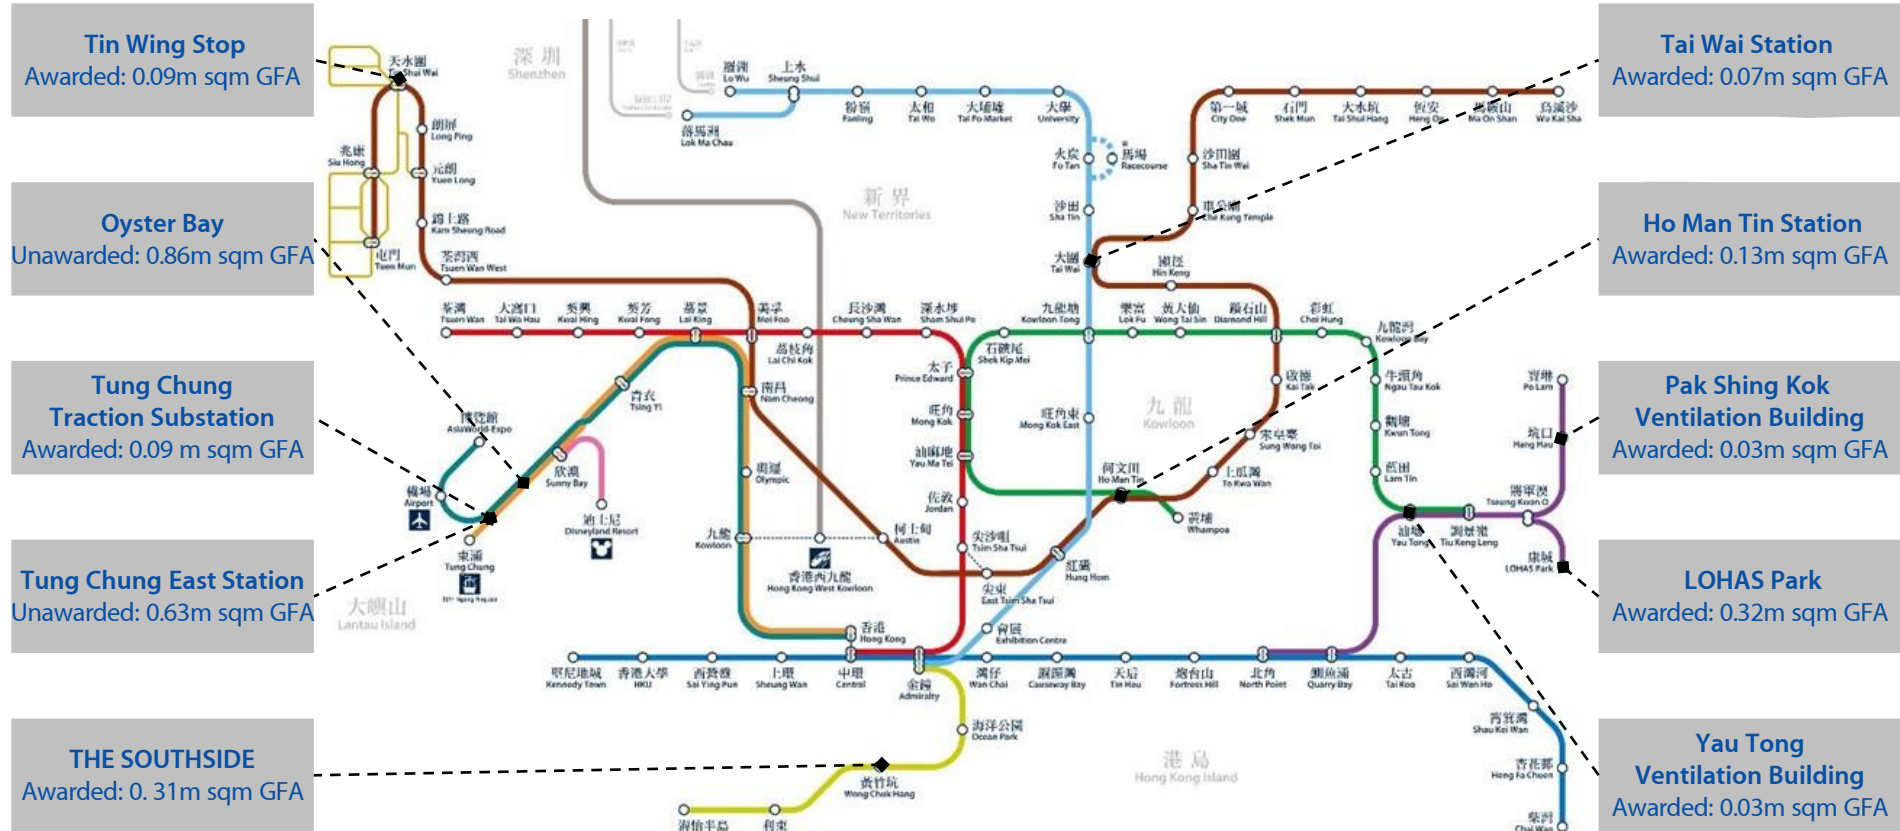 Tin Wing Stop
Awarded: 0.09m sqm GFA
Oyster Bay
Unawarded: 0.86m sqm GFA
Tung Chung
Traction Substation
Awarded: 0.09 m sqm GFA
Tung Chung East Station
Unawarded: 0.63m sqm GFA
THE SOUTHSIDE
Awarded: 0. 31m sqm GFA
深圳
Shenzhen
新界
New Territories
九龍
Kowloon
大嶼山
Lantau Island
港島
Hong Kong Island
天水圍
朗屏
Long Ping
兆康
Siu Hong
元朗
Yuen Long
錦上路
Kam Sheung Road
屯門
Tuen Mun
荃灣西
Tsuen Wan West
羅湖
Lo Wu
上水
Sheung Shui
落馬洲
Lok Ma Chau
粉嶺
Fanling
太和
Tai Wo
大埔墟
Tai Po Market
大學
University
火炭
Fo Tan
馬場
Racecourse
沙田
Sha Tin
大圍
Tai Wai
第一城
City One
石門
Shek Mun
大水坑
Tai Shui Hang
恆安
Heng On
馬鞍山
Ma On Shan
烏溪沙
Wu Kai Sha
沙田圍
Sha Tin Wai
車公廟
Che Kung Temple
顯徑
Hin Keng
荃灣
Tsuen Wan
大窩口
Tai Wo Hau
葵興
Kwai Hing
葵芳
Kwai Fong
荔景
Lai King
美孚
Mei Foo
荔枝角
Lai Chi Kok
長沙灣
Cheung Sha Wan
深水埗
Sham Shui Po
石硤尾
Shek Kip Mei
九龍塘
Kowloon Tong
樂富
Lok Fu
黃大仙
Wong Tai Sin
鑽石山
Diamond Hill
彩虹
Choi Hung
九龍灣
Kowloon Bay
牛頭角
Ngau Tau Kok
觀塘
Kwun Tong
藍田
Lam Tin
油塘
Yau Tong
調景嶺
Tiu Keng Leng
寶琳
Po Lam
坑口
Hang Hau
將軍澳
Tseung Kwan O
康城
LOHAS Park
太子
Prince Edward
旺角
Mong Kok
油麻地
Yau Ma Tei
佐敦
Jordan
尖沙咀
Tsim Sha Tsui
尖東
East Tsim Sha Tsui
旺角東
Mong Kok East
何文田
Ho Man Tin
黃埔
Whampoa
啟德
Kai Tak
宋皇臺
Sung Wong Toi
土瓜灣
To Kwa Wan
紅磡
Hung Hom
會展
Exhibition Centre
青衣
Tsing Yi
南昌
Nam Cheong
奧運
Olympic
九龍
Kowloon
香港西九龍
Hong Kong West Kowloon
柯士甸
Austin
博覽館
AsiaWorld-Expo
機場
Airport
東涌
Tung Chung
欣澳
Sunny Bay
迪士尼
Disneyland Resort
香港
Hong Kong
堅尼地城
Kennedy Town
香港大學
HKU
西營盤
Sai Ying Pun
上環
Sheung Wan
中環
Central
金鐘
Admiralty
灣仔
Wan Chai
銅鑼灣
Causeway Bay
天后
Tin Hau
炮台山
Fortress Hill
北角
North Point
鰂魚涌
Quarry Bay
太古
Tai Koo
西灣河
Sai Wan Ho
筲箕灣
Shau Kei Wan
杏花邨
Heng Fa Chuen
柴灣
Chai Wan
海洋公園
Ocean Park
黃竹坑
Wong Chuk Hang
利東
海怡半島
Tai Wai Station
Awarded: 0.07m sqm GFA
Ho Man Tin Station
Awarded: 0.13m sqm GFA
Pak Shing Kok
Ventilation Building
Awarded: 0.03m sqm GFA
LOHAS Park
Awarded: 0.32m sqm GFA
Yau Tong
Ventilation Building
Awarded: 0.03m sqm GFA